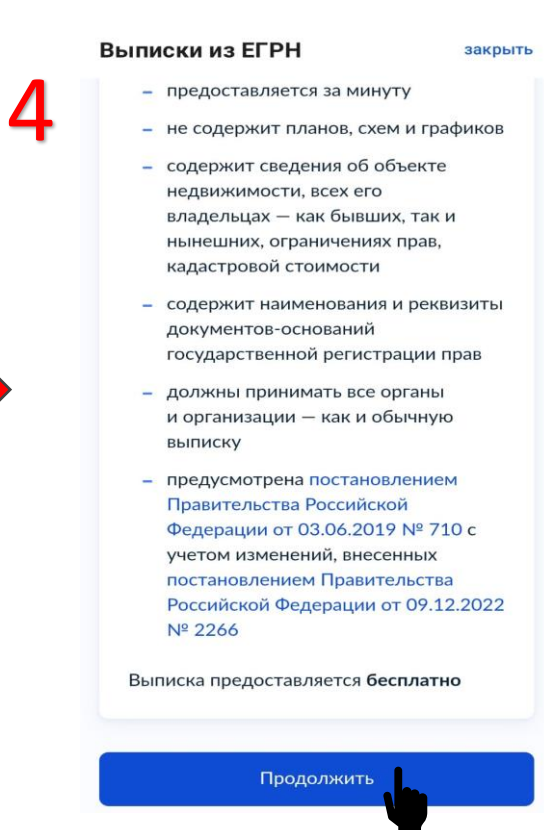 Выписки из ЕГРН
закрыть
4
– предоставляется за минуту
– не содержит планов, схем и графиков
– содержит сведения об объекте
недвижимости, всех его
владельцах — как бывших, так и
нынешних, ограничениях прав,
кадастровой стоимости
– содержит наименования и реквизиты
документов-оснований
государственной регистрации прав
– должны принимать все органы
и организации — как и обычную
выписку
– предусмотрена постановлением
Правительства Российской
Федерации от 03.06.2019 № 710 с
учетом изменений, внесенных
постановлением Правительства
Российской Федерации от 09.12.2022
№ 2266
Выписка предоставляется бесплатно
Продолжить